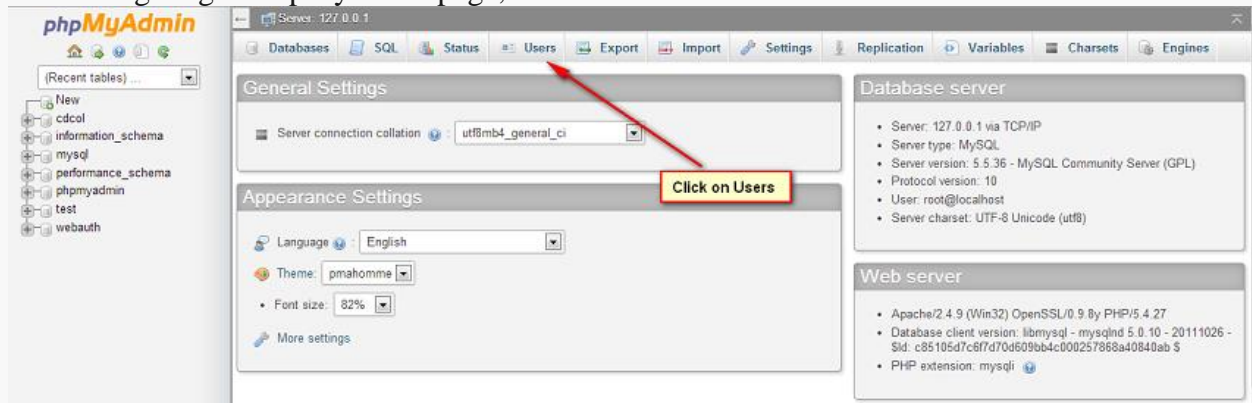 phpMyAdmin
(Recent tables) ...
New
cdcol
information_schema
mysql
performance_schema
phpmyadmin
test
webauth
Server: 127.0.0.1
Databases SQL Status Users Export Import Settings Replication Variables Charsets Engines
General Settings
Server connection collation : utf8mb4_general_ci
Click on Users
Appearance Settings
Language : English
Theme: pmahomme
• Font size: 82%
More settings
Database server
• Server: 127.0.0.1 via TCP/IP
• Server type: MySQL
• Server version: 5.5.36 - MySQL Community Server (GPL)
• Protocol version: 10
• User: root@localhost
• Server charset: UTF-8 Unicode (utf8)
Web server
• Apache/2.4.9 (Win32) OpenSSL/0.9.8y PHP/5.4.27
• Database client version: libmysql - mysqlnd 5.0.10 - 20111026 -
$Id: c85105d7c6f7d70d609bb4c000257868a40840ab $
• PHP extension: mysqli